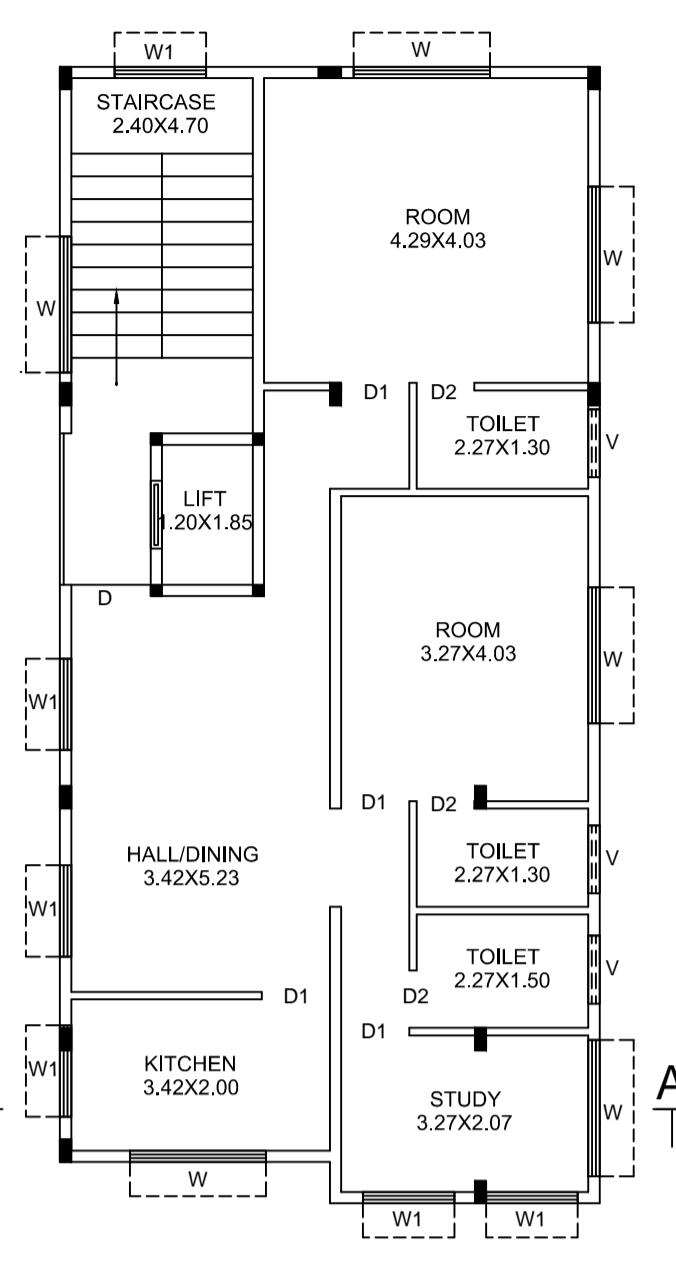 W1
W
STAIRCASE
2.40X4.70
ROOM
4.29X4.03
W
W
D1
D2
TOILET
2.27X1.30
V
LIFT
1.20X1.85
D
ROOM
3.27X4.03
W
W1
D1
D2
HALL/DINING
3.42X5.23
TOILET
2.27X1.30
V
W1
TOILET
2.27X1.50
V
D1
D2
D1
KITCHEN
3.42X2.00
W1
STUDY
3.27X2.07
W
A
W
W1
W1